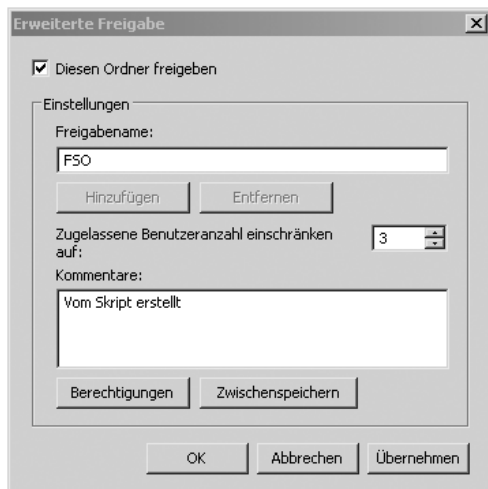 Erweiterte Freigabe
Diesen Ordner freigeben
Einstellungen
Freigabename:
FSO
Hinzufügen Entfernen
Zugelassene Benutzeranzahl einschränken 3
auf:
Kommentare:
Vom Skript erstellt
Berechtigungen Zwischenspeichern
OK Abbrechen Übernehmen